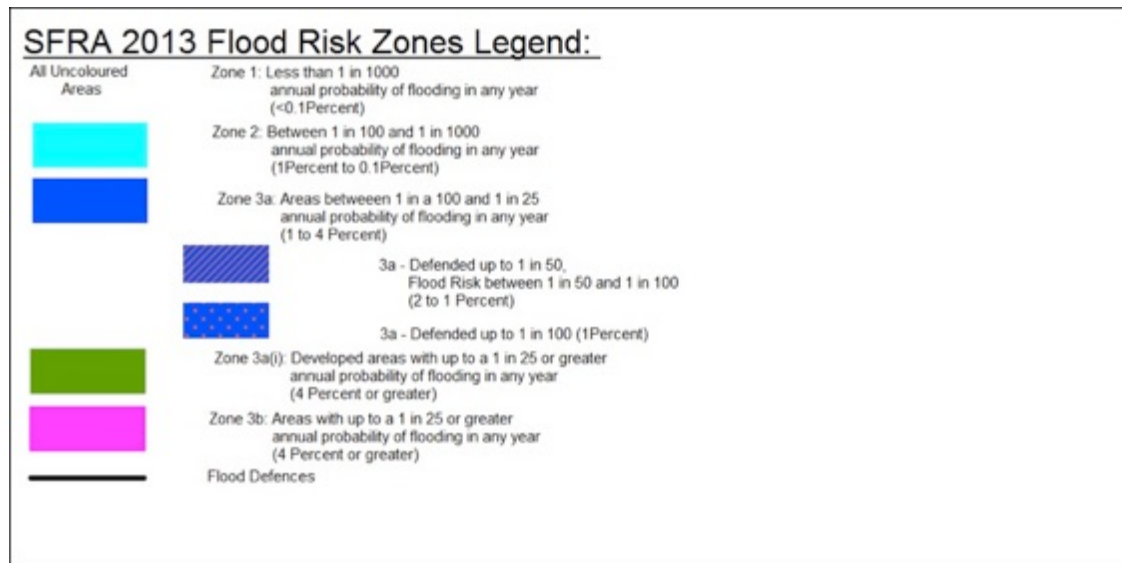 SFRA 2013 Flood Risk Zones Legend:
All Uncoloured
Areas
Zone 1: Less than 1 in 1000
annual probability of flooding in any year
(<0.1Percent)
Zone 2: Between 1 in 100 and 1 in 1000
annual probability of flooding in any year
(1Percent to 0.1Percent)
Zone 3a: Areas betweeen 1 in a 100 and 1 in 25
annual probability of flooding in any year
(1 to 4 Percent)
3a - Defended up to 1 in 50,
Flood Risk between 1 in 50 and 1 in 100
(2 to 1 Percent)
3a - Defended up to 1 in 100 (1Percent)
Zone 3a(i): Developed areas with up to a 1 in 25 or greater
annual probability of flooding in any year
(4 Percent or greater)
Zone 3b: Areas with up to a 1 in 25 or greater
annual probability of flooding in any year
(4 Percent or greater)
Flood Defences